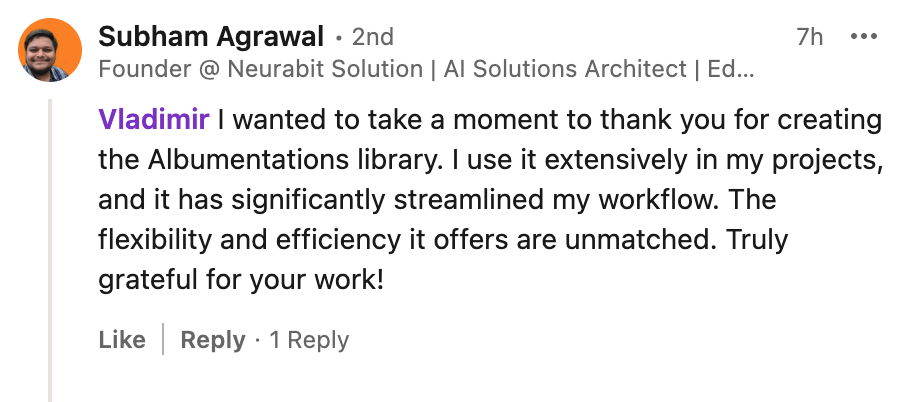 Subham Agrawal • 2nd
7h •••
Founder @ Neurabit Solution | AI Solutions Architect | Ed...
Vladimir I wanted to take a moment to thank you for creating
the Albumentations library. I use it extensively in my projects,
and it has significantly streamlined my workflow. The
flexibility and efficiency it offers are unmatched. Truly
grateful for your work!
Like | Reply · 1 Reply